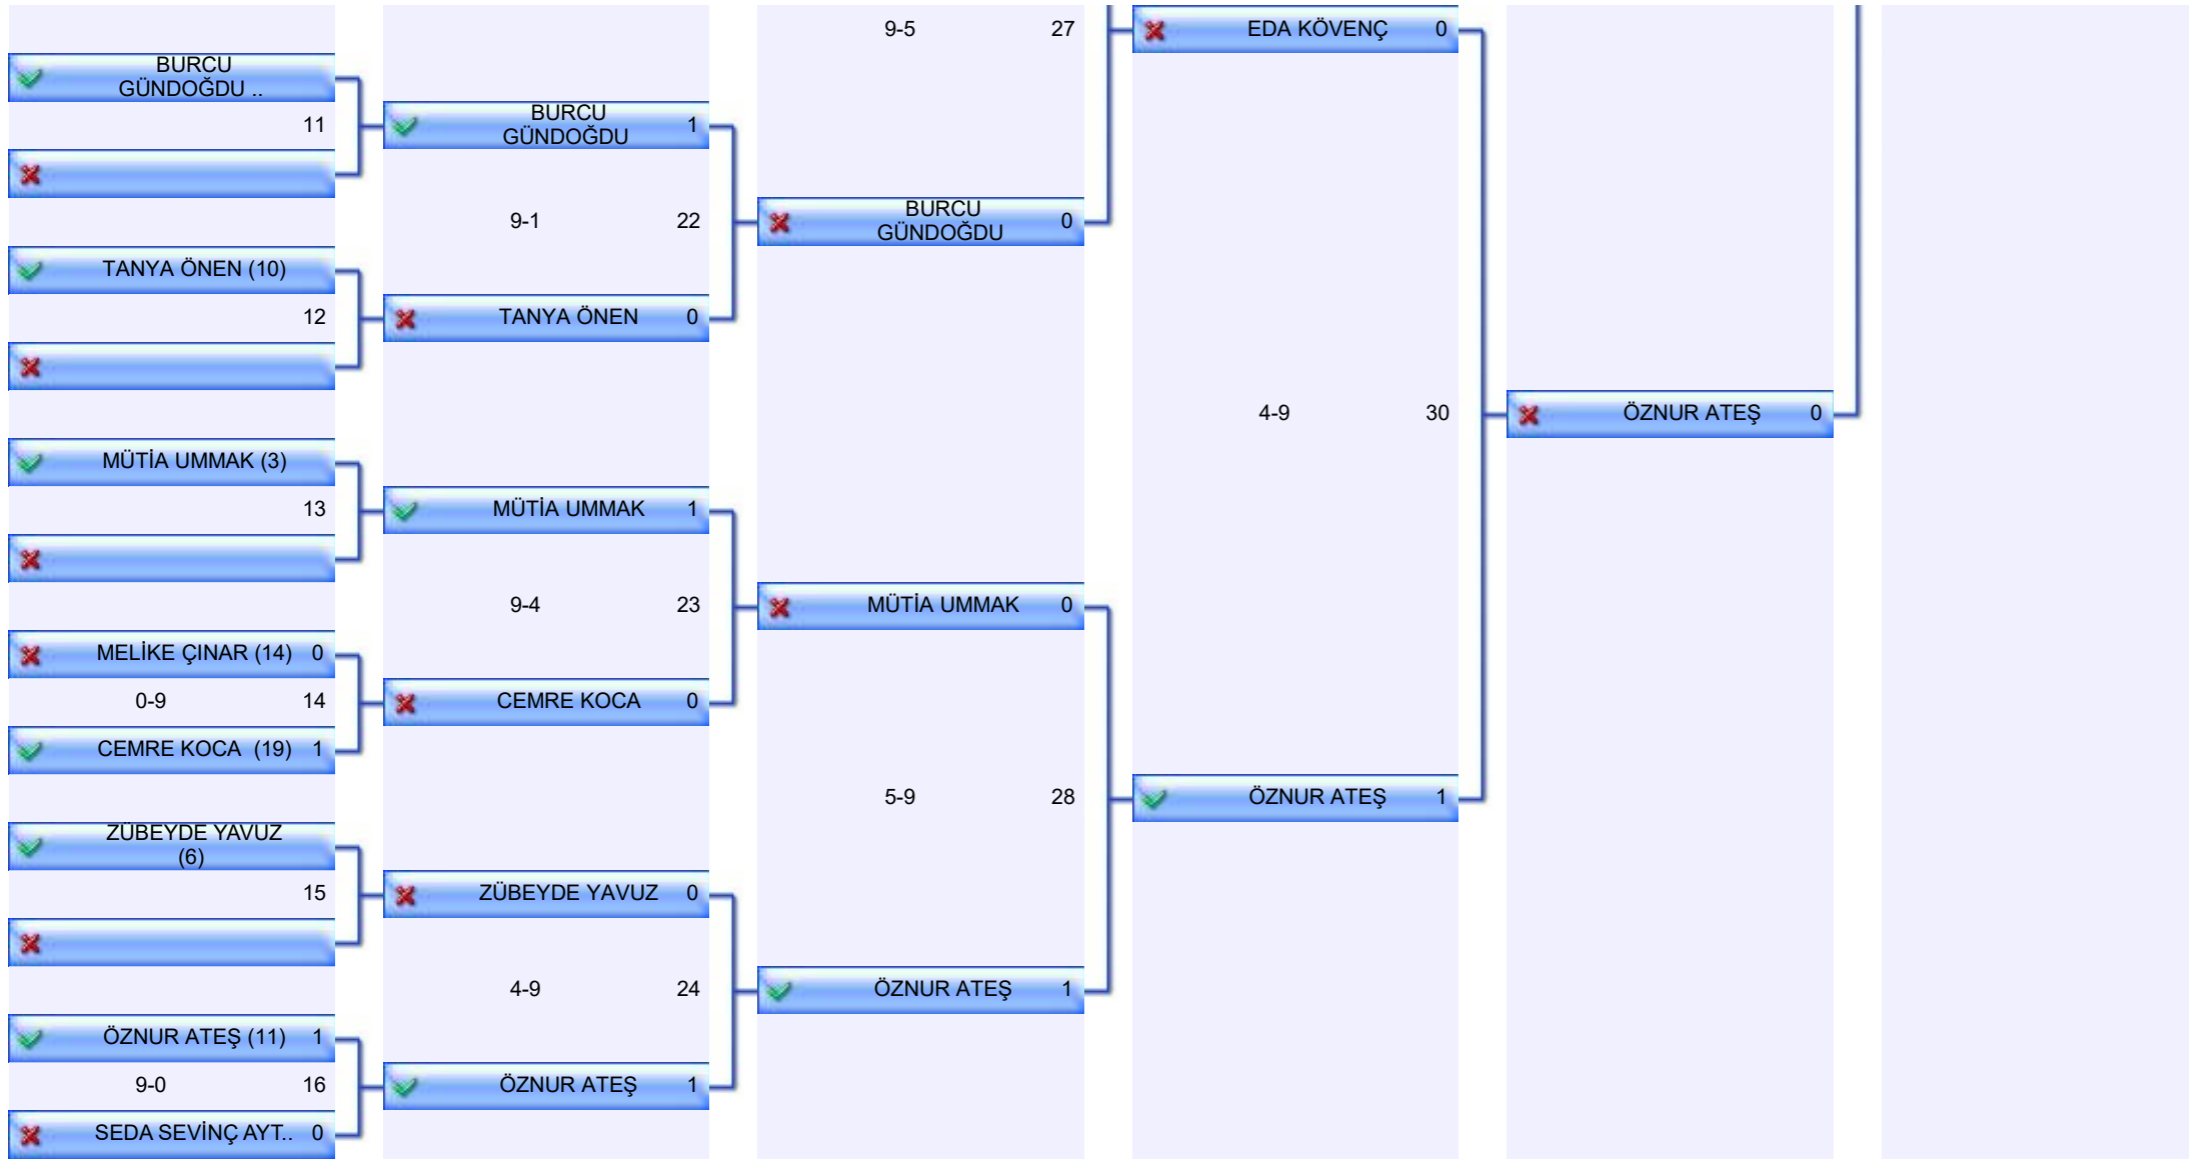 9-5 27
EDA KÖVENÇ 0
BURCU
GÜNDOĞDU ..
11
BURCU
GÜNDOĞDU 1
9-1 22
BURCU
GÜNDOĞDU 0
TANYA ÖNEN (10)
12
TANYA ÖNEN 0
4-9 30
ÖZNUR ATEŞ 0
MÜTİA UMMAK (3)
13
MÜTİA UMMAK 1
9-4 23
MÜTİA UMMAK 0
MELİKE ÇINAR (14) 0
0-9 14
CEMRE KOCA 0
CEMRE KOCA (19) 1
5-9 28
ÖZNUR ATEŞ 1
ZÜBEYDE YAVUZ
(6)
15
ZÜBEYDE YAVUZ 0
4-9 24
ÖZNUR ATEŞ 1
ÖZNUR ATEŞ (11) 1
9-0 16
ÖZNUR ATEŞ 1
SEDA SEVİNÇ AYT.. 0